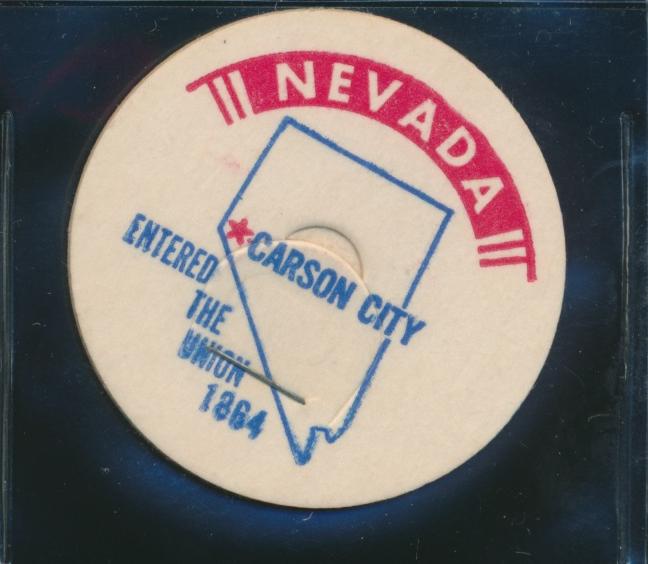 NEVADA
CARSON CITY
ENTERED
THE
UNION
1864